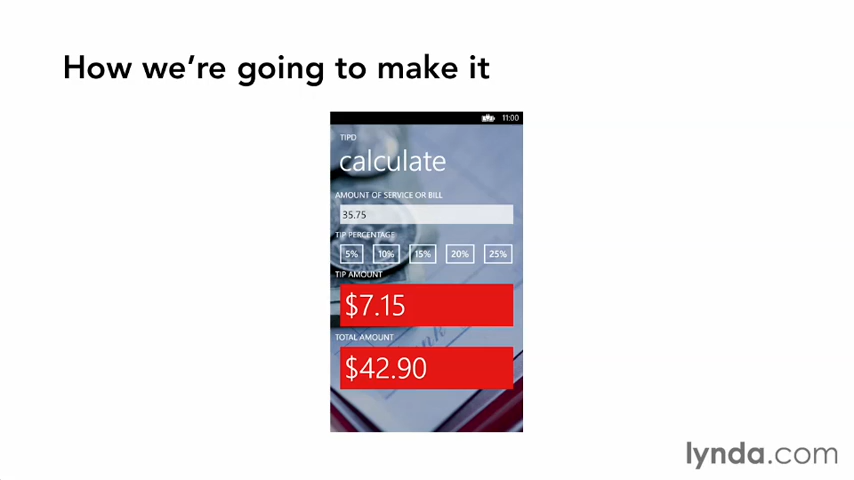 How we're going to make it
11:00
TIPD
calculate
AMOUNT OF SERVICE OR BILL
35.75
TIP PERCENTAGE
5% 10% 15% 20% 25%
TIP AMOUNT
$7.15
TOTAL AMOUNT
$42.90
lynda.com